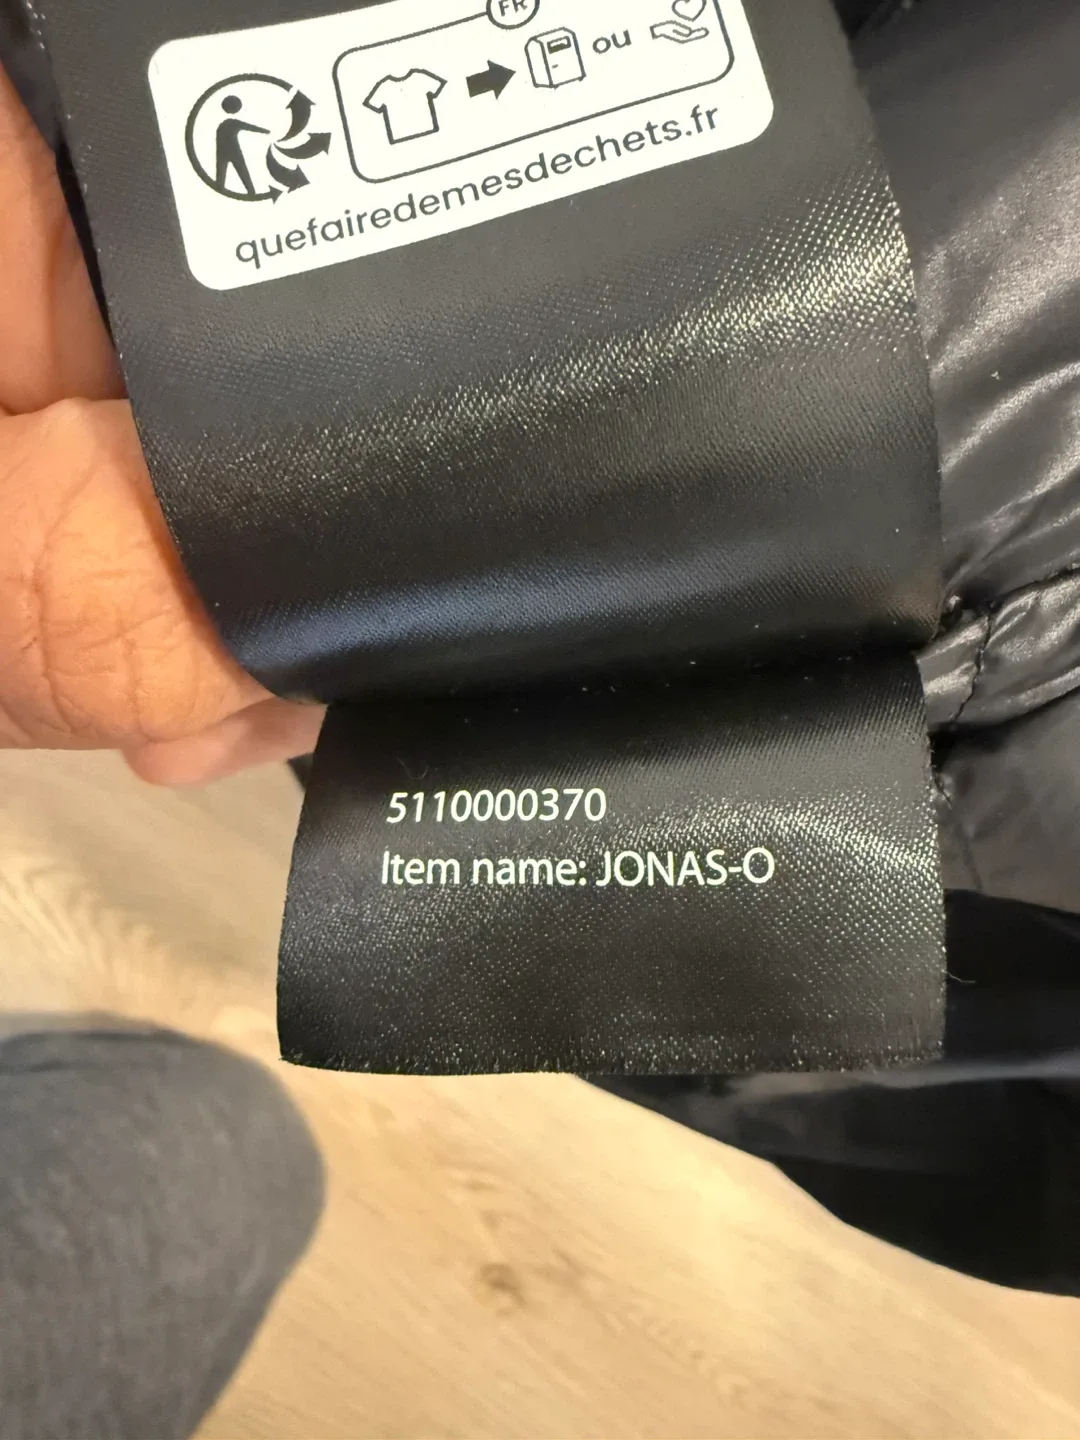 FR
ou
quefairedemesdechets.fr
5110000370
Item name: JONAS-O